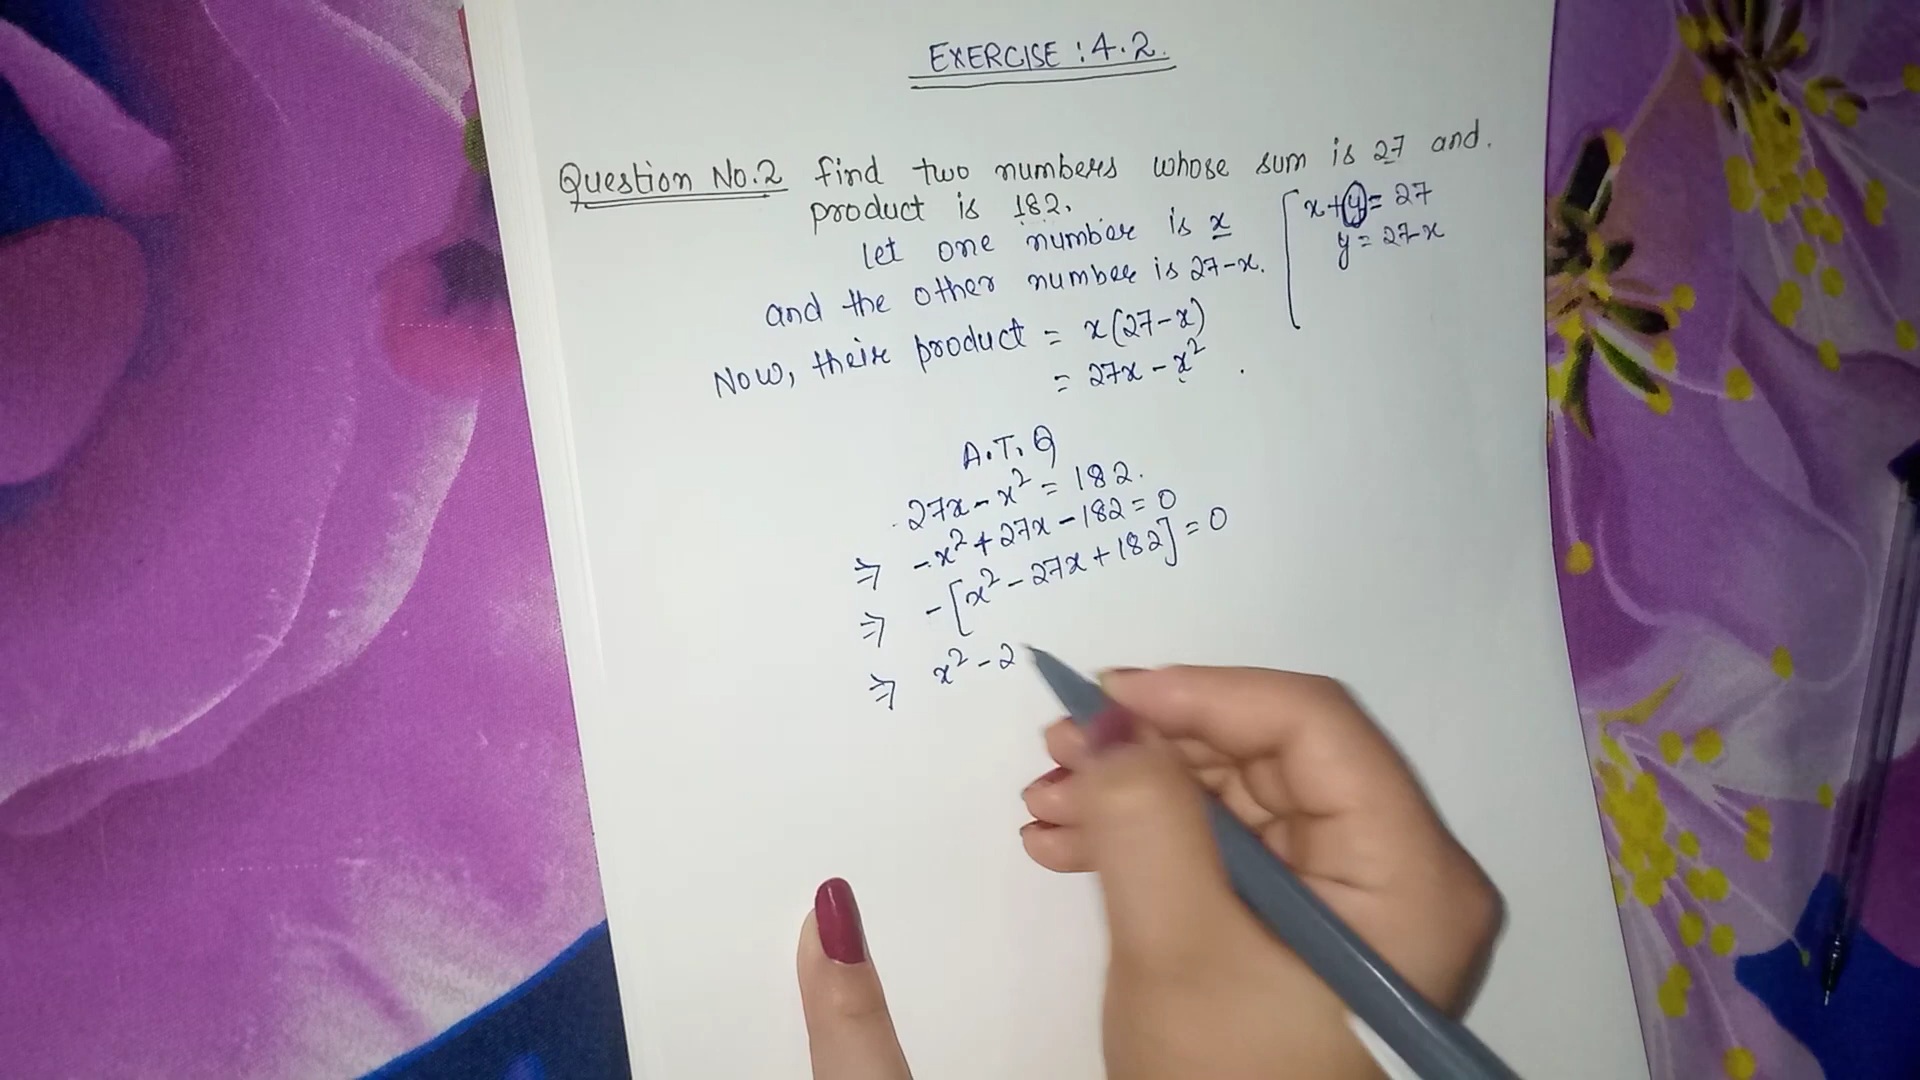 EXERCISE : 4.2.
Question No.2 find two numbers whose sum is 27 and.
product is 182.
Let one number is x
and the other number is 27-x.
x+y = 27
y = 27-x
Now, their product = x(27-x)
= 27x - x²
A.T.Q
27x - x² = 182.
⇒ -x² + 27x - 182 = 0
⇒ -[x² - 27x + 182] = 0
⇒ x² - 2